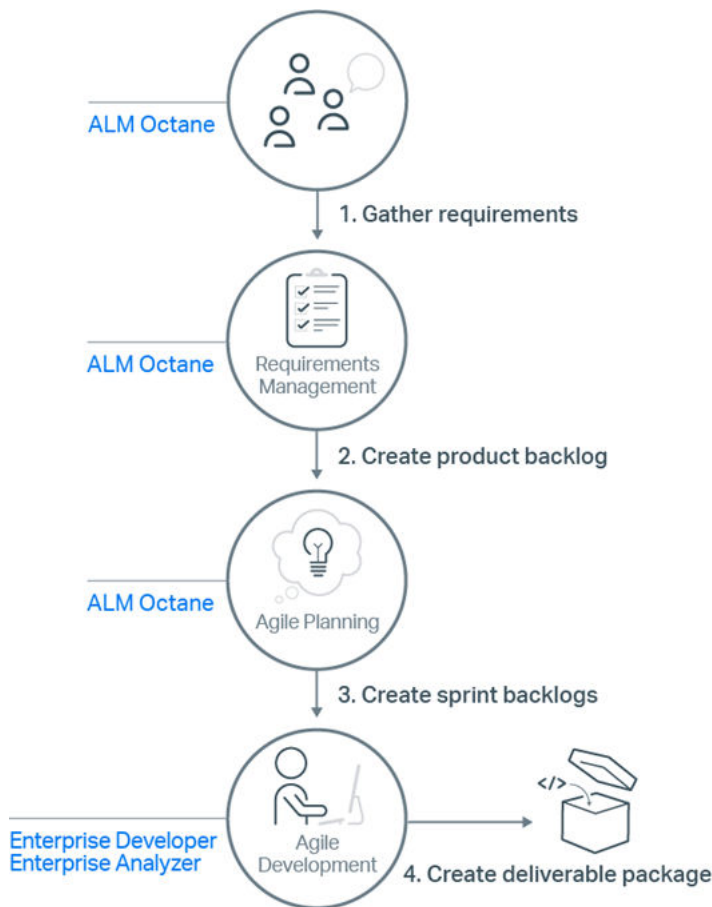 ALM Octane
1. Gather requirements
ALM Octane
Requirements
Management
2. Create product backlog
ALM Octane
Agile Planning
3. Create sprint backlogs
Enterprise Developer
Enterprise Analyzer
Agile
Development
</>
4. Create deliverable package